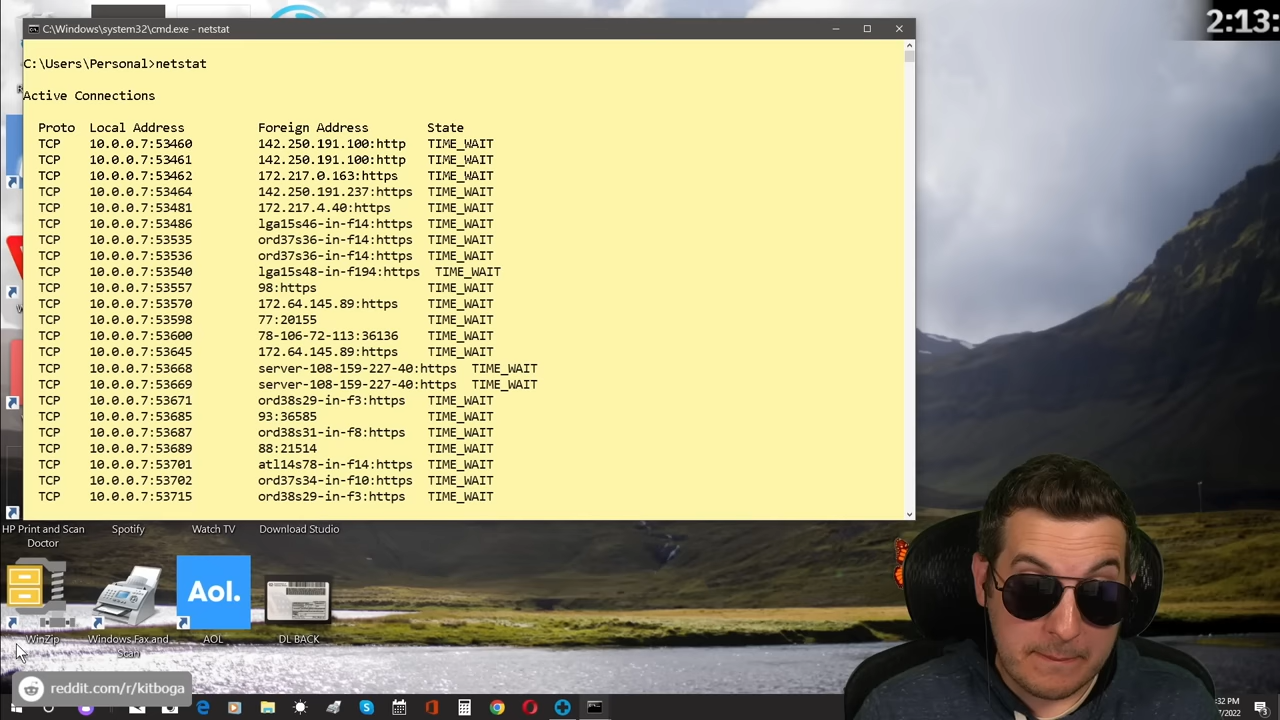 2:13:
C:\Windows\system32\cmd.exe - netstat
C:\Users\Personal>netstat
Active Connections
Proto  Local Address          Foreign Address        State
TCP    10.0.0.7:53460         142.250.191.100:http   TIME_WAIT
TCP    10.0.0.7:53461         142.250.191.100:http   TIME_WAIT
TCP    10.0.0.7:53462         172.217.0.163:https    TIME_WAIT
TCP    10.0.0.7:53464         142.250.191.237:https  TIME_WAIT
TCP    10.0.0.7:53481         172.217.4.40:https     TIME_WAIT
TCP    10.0.0.7:53486         lga15s46-in-f14:https  TIME_WAIT
TCP    10.0.0.7:53535         ord37s36-in-f14:https  TIME_WAIT
TCP    10.0.0.7:53536         ord37s36-in-f14:https  TIME_WAIT
TCP    10.0.0.7:53540         lga15s48-in-f194:https  TIME_WAIT
TCP    10.0.0.7:53557         98:https               TIME_WAIT
TCP    10.0.0.7:53570         172.64.145.89:https    TIME_WAIT
TCP    10.0.0.7:53598         77:20155               TIME_WAIT
TCP    10.0.0.7:53600         78-106-72-113:36136    TIME_WAIT
TCP    10.0.0.7:53645         172.64.145.89:https    TIME_WAIT
TCP    10.0.0.7:53668         server-108-159-227-40:https  TIME_WAIT
TCP    10.0.0.7:53669         server-108-159-227-40:https  TIME_WAIT
TCP    10.0.0.7:53671         ord38s29-in-f3:https   TIME_WAIT
TCP    10.0.0.7:53685         93:36585               TIME_WAIT
TCP    10.0.0.7:53687         ord38s31-in-f8:https   TIME_WAIT
TCP    10.0.0.7:53689         88:21514               TIME_WAIT
TCP    10.0.0.7:53701         atl14s78-in-f14:https  TIME_WAIT
TCP    10.0.0.7:53702         ord37s34-in-f10:https  TIME_WAIT
TCP    10.0.0.7:53715         ord38s29-in-f3:https   TIME_WAIT
HP Print and Scan Doctor
Spotify
Watch TV
Download Studio
Aol.
WinZip
Windows Fax and Scan
AOL
DL BACK
reddit.com/r/kitboga
:32 PM
/2022